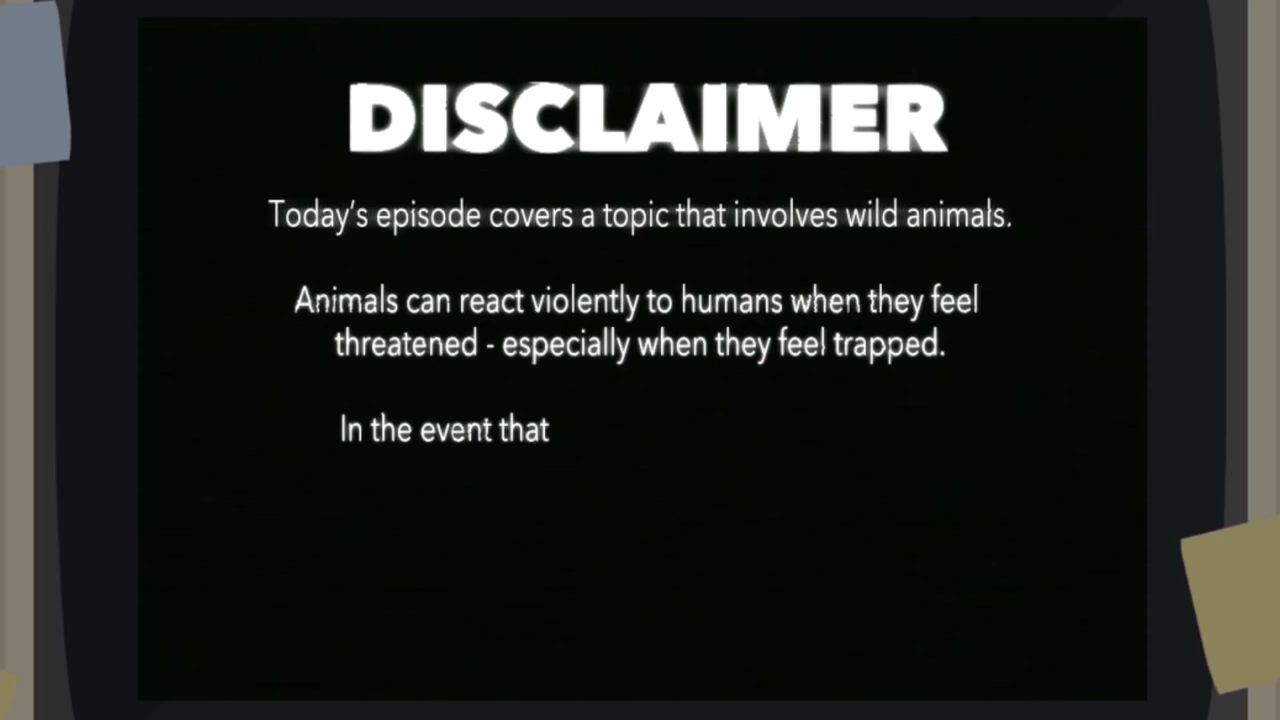 DISCLAIMER
Today's episode covers a topic that involves wild animals.
Animals can react violently to humans when they feel
threatened - especially when they feel trapped.
In the event that